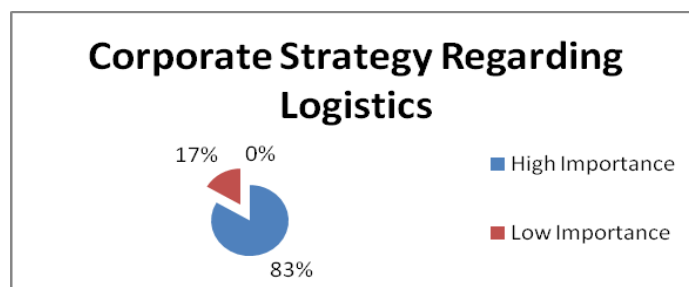 Corporate Strategy Regarding
Logistics
17%
0%
High Importance
Low Importance
83%